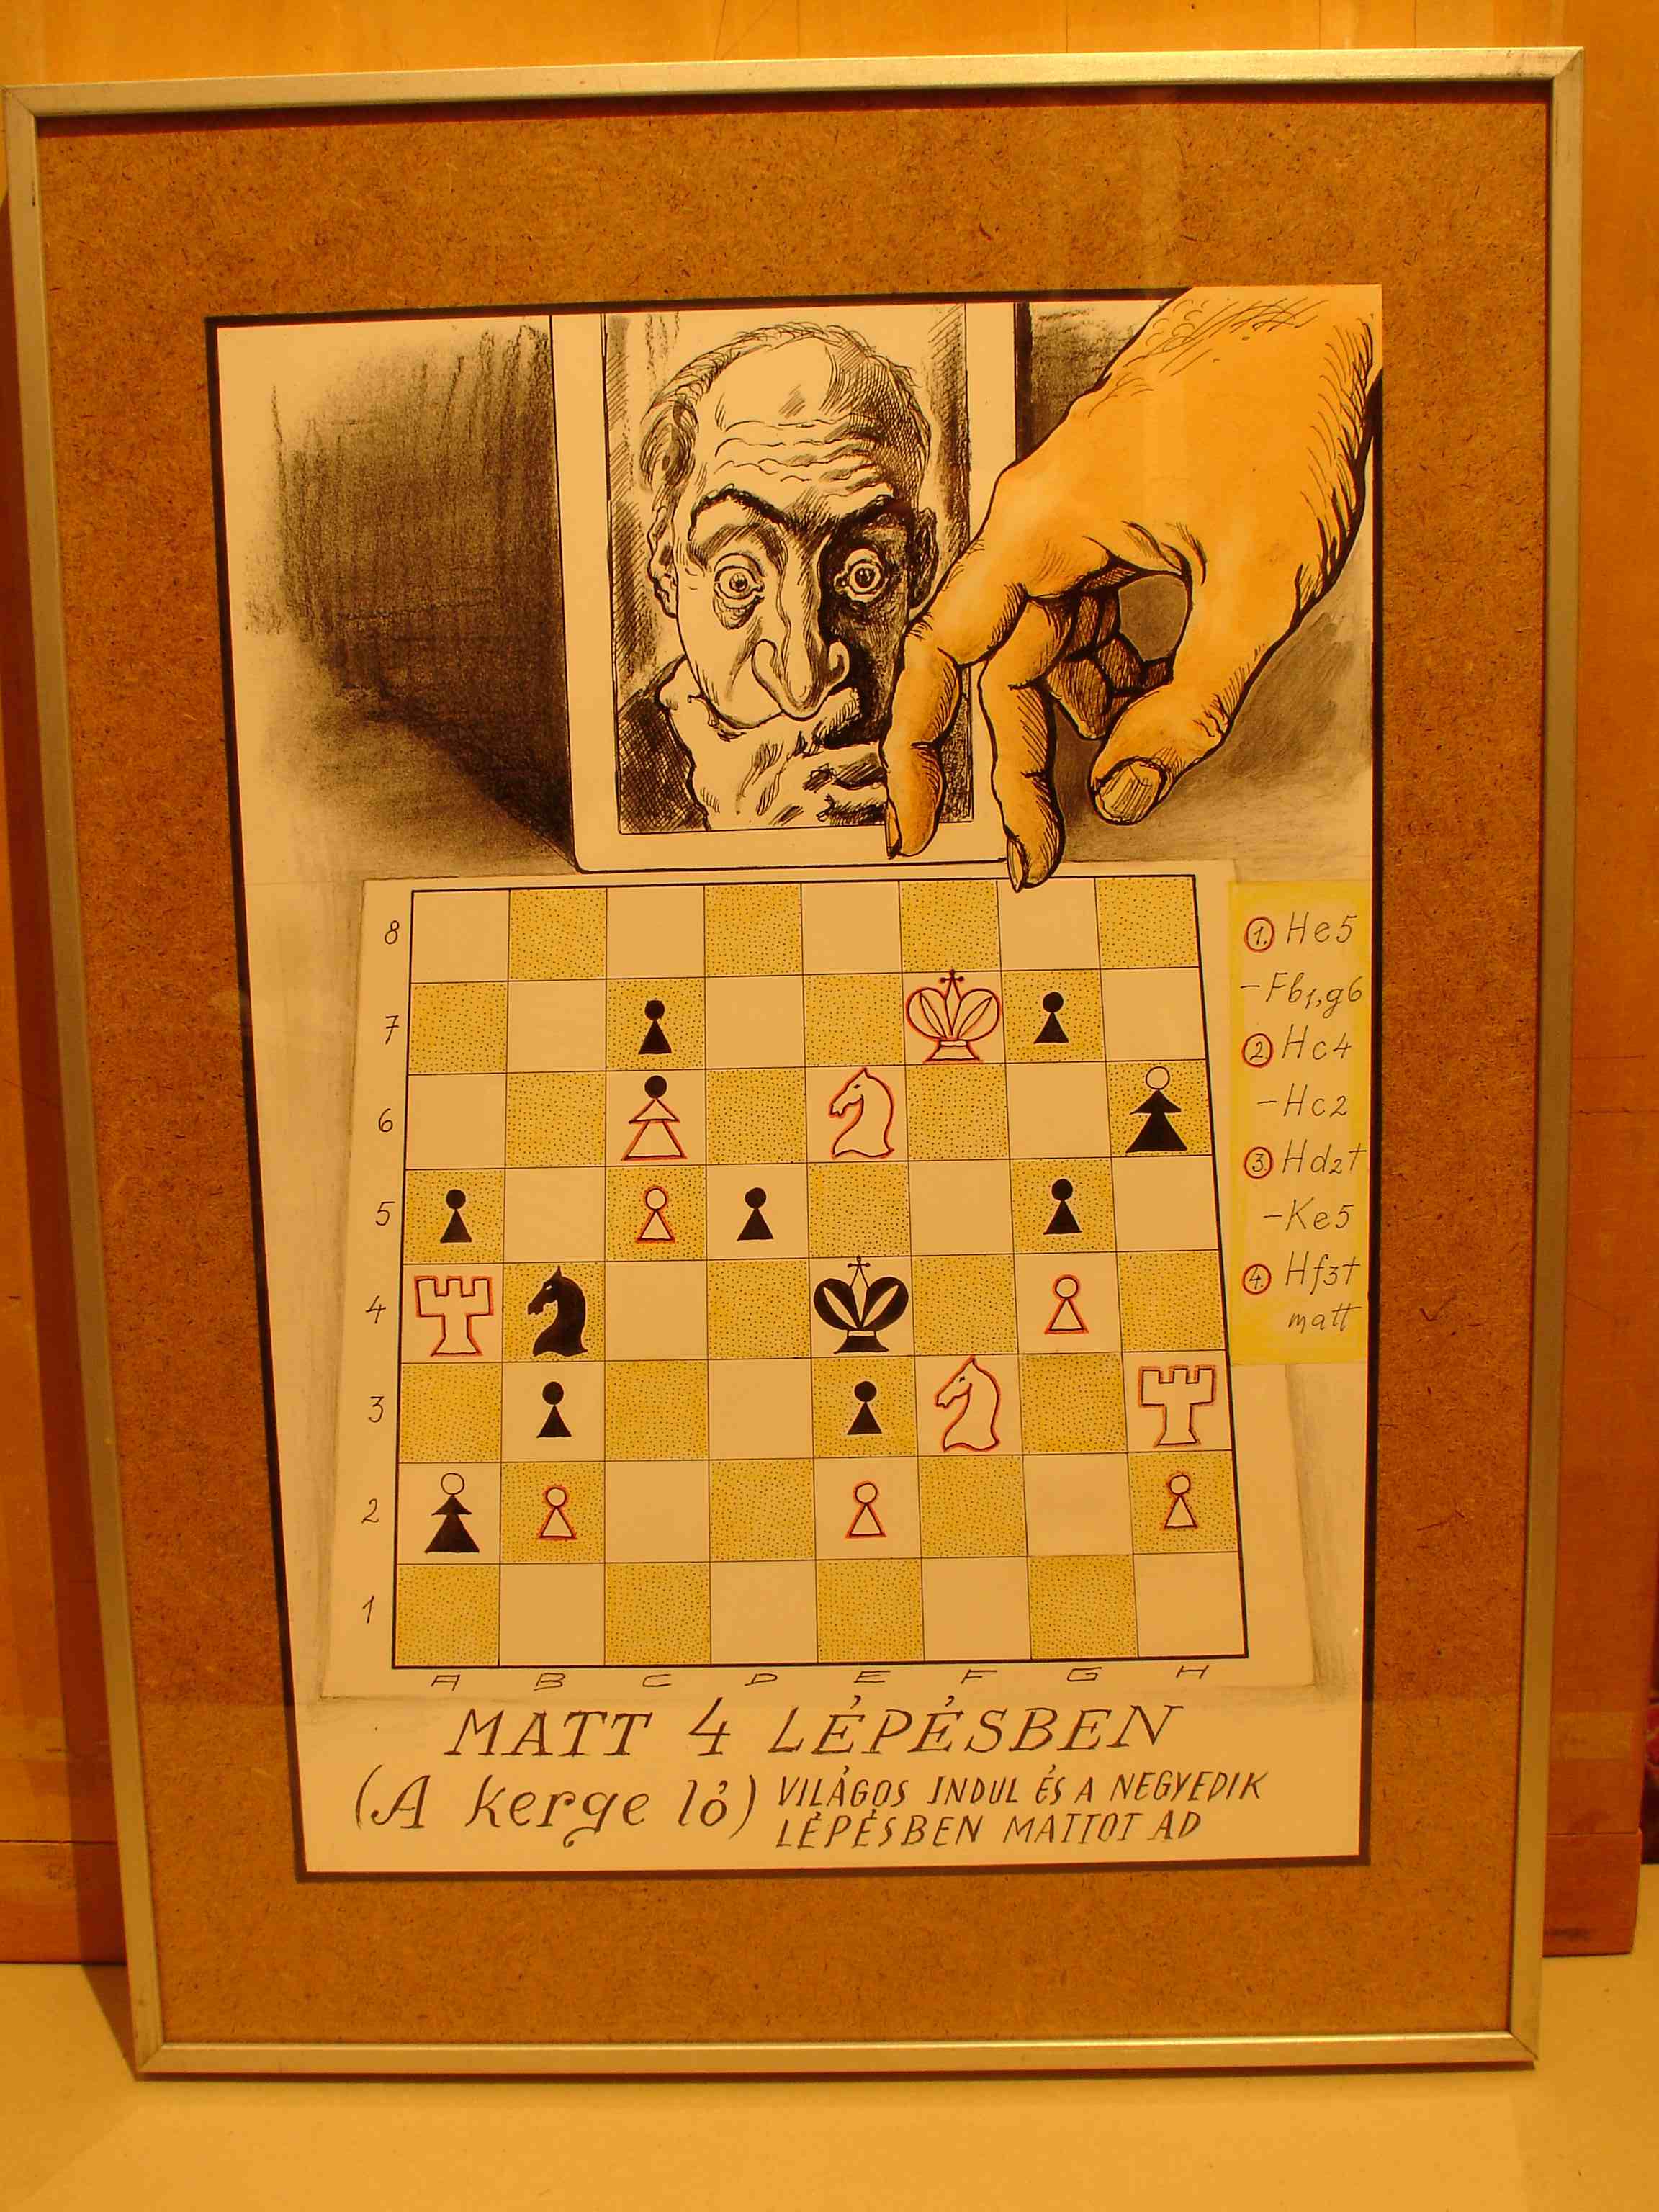 8
7
6
5
4
3
2
1
A B C D E F G H
1. He5
-Fb1,g6
2. Hc4
-Hc2
3. Hd2†
-Ke5
4. Hf3†
matt
MATT 4 LÉPÉSBEN
(A kerge ló)
VILÁGOS INDUL ÉS A NEGYEDIK
LÉPÉSBEN MATTOT AD